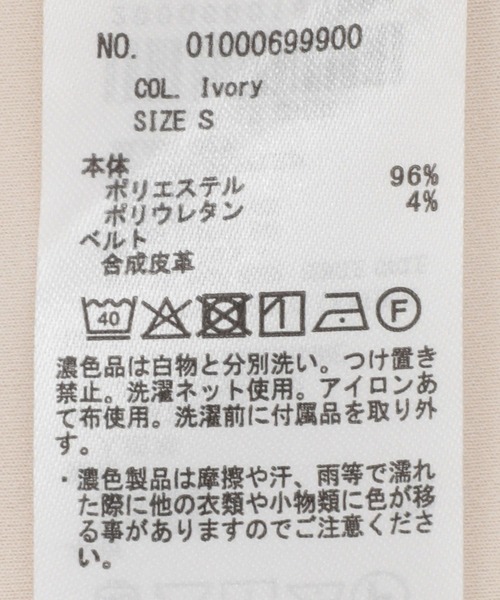 NO. 01000699900
COL. Ivory
SIZE S
本体
ポリエステル 96%
ポリウレタン 4%
ベルト
合成皮革
40 F
濃色品は白物と分別洗い。つけ置き
禁止。洗濯ネット使用。アイロンあ
て布使用。洗濯前に付属品を取り外
す。
・濃色製品は摩擦や汗、雨等で濡れ
た際に他の衣類や小物類に色が移
る事がありますのでご注意くださ
い。